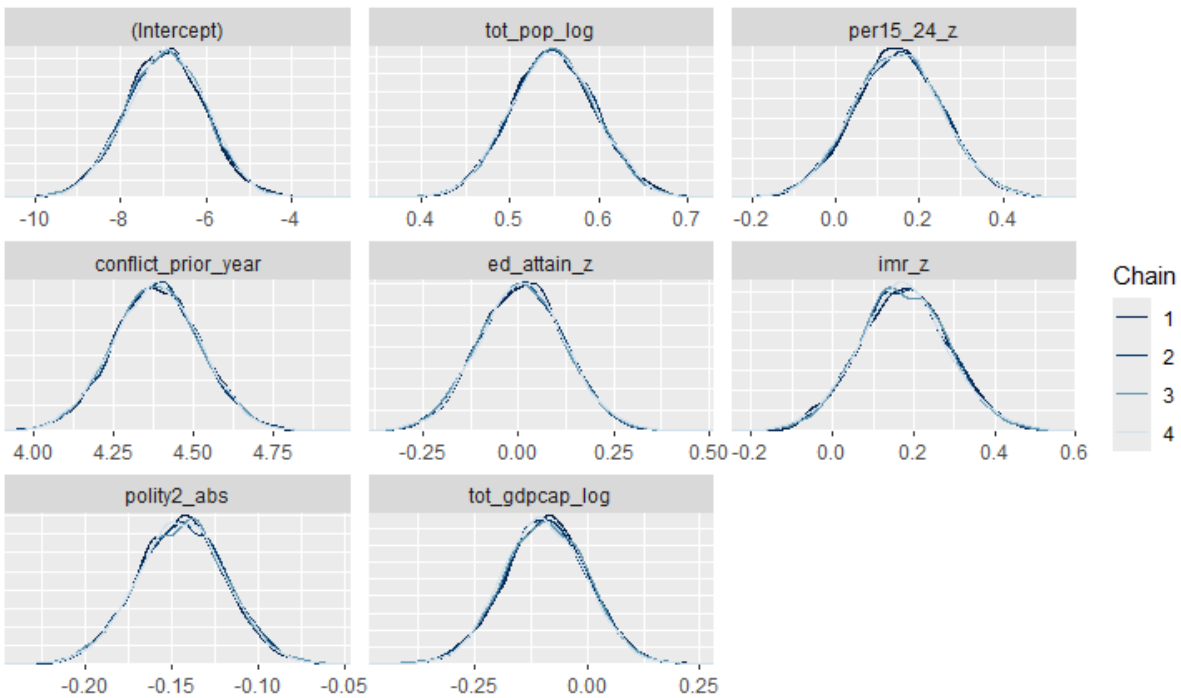 (Intercept) tot_pop_log per15_24_z
-10 -8 -6 -4 0.4 0.5 0.6 0.7 -0.2 0.0 0.2 0.4
conflict_prior_year ed_attain_z imr_z
4.00 4.25 4.50 4.75 -0.25 0.00 0.25 0.50 -0.2 0.0 0.2 0.4 0.6
polity2_abs tot_gdpcap_log
-0.20 -0.15 -0.10 -0.05 -0.25 0.00 0.25
Chain
1
2
3
4